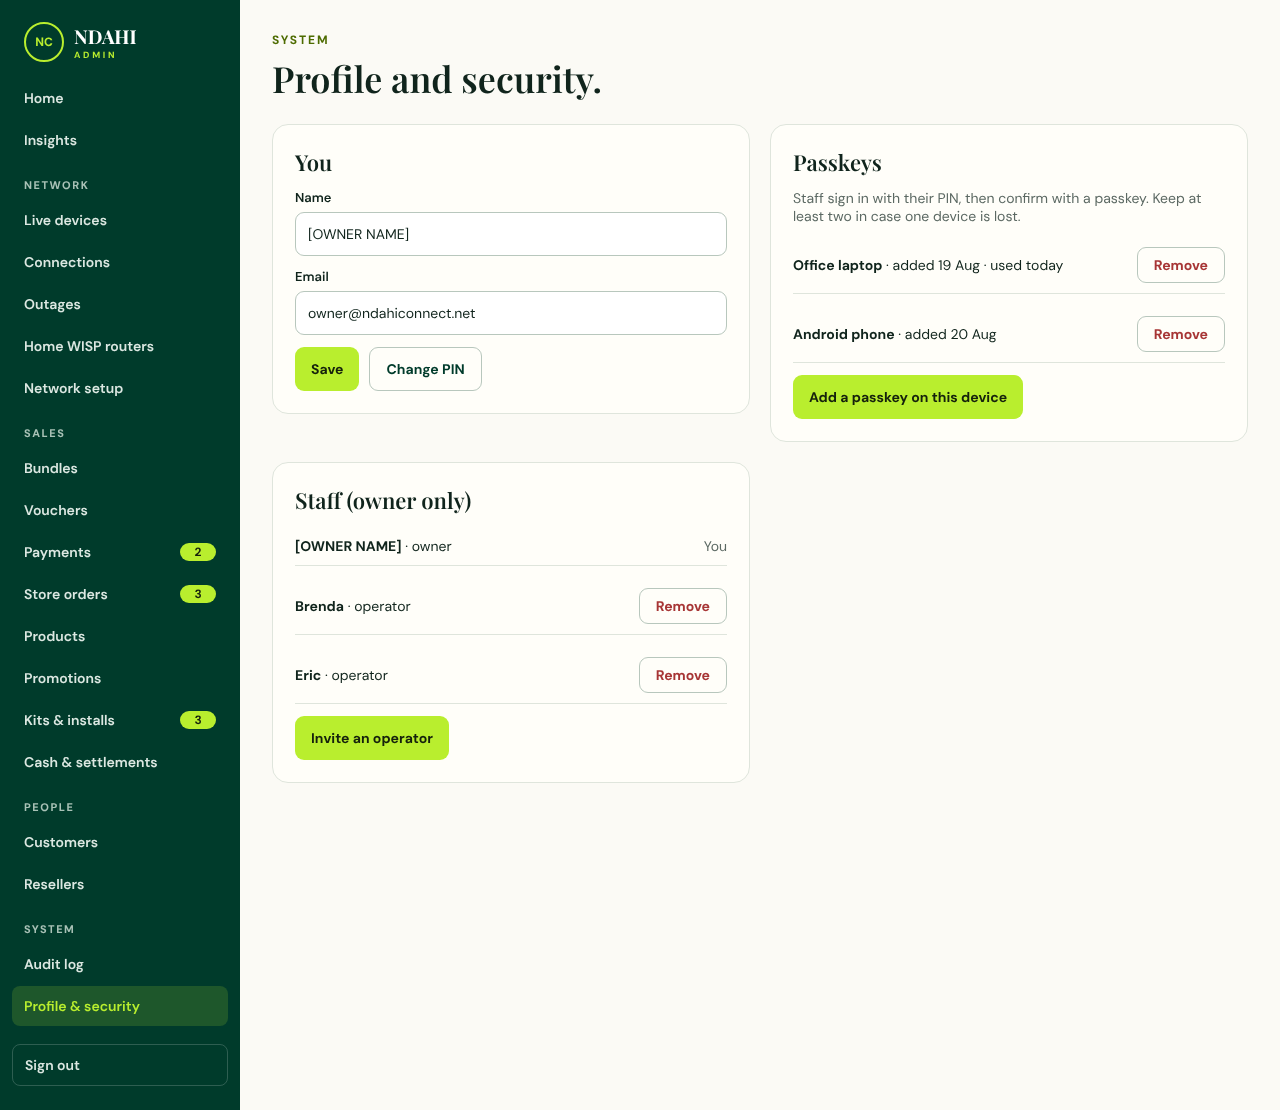 NC
NDAHI
ADMIN
Home
Insights
NETWORK
Live devices
Connections
Outages
Home WISP routers
Network setup
SALES
Bundles
Vouchers
Payments 2
Store orders 3
Products
Promotions
Kits & installs 3
Cash & settlements
PEOPLE
Customers
Resellers
SYSTEM
Audit log
Profile & security
Sign out
SYSTEM
Profile and security.
You
Name
[OWNER NAME]
Email
owner@ndahiconnect.net
Save Change PIN
Passkeys
Staff sign in with their PIN, then confirm with a passkey. Keep at
least two in case one device is lost.
Office laptop · added 19 Aug · used today Remove
Android phone · added 20 Aug Remove
Add a passkey on this device
Staff (owner only)
[OWNER NAME] · owner You
Brenda · operator Remove
Eric · operator Remove
Invite an operator